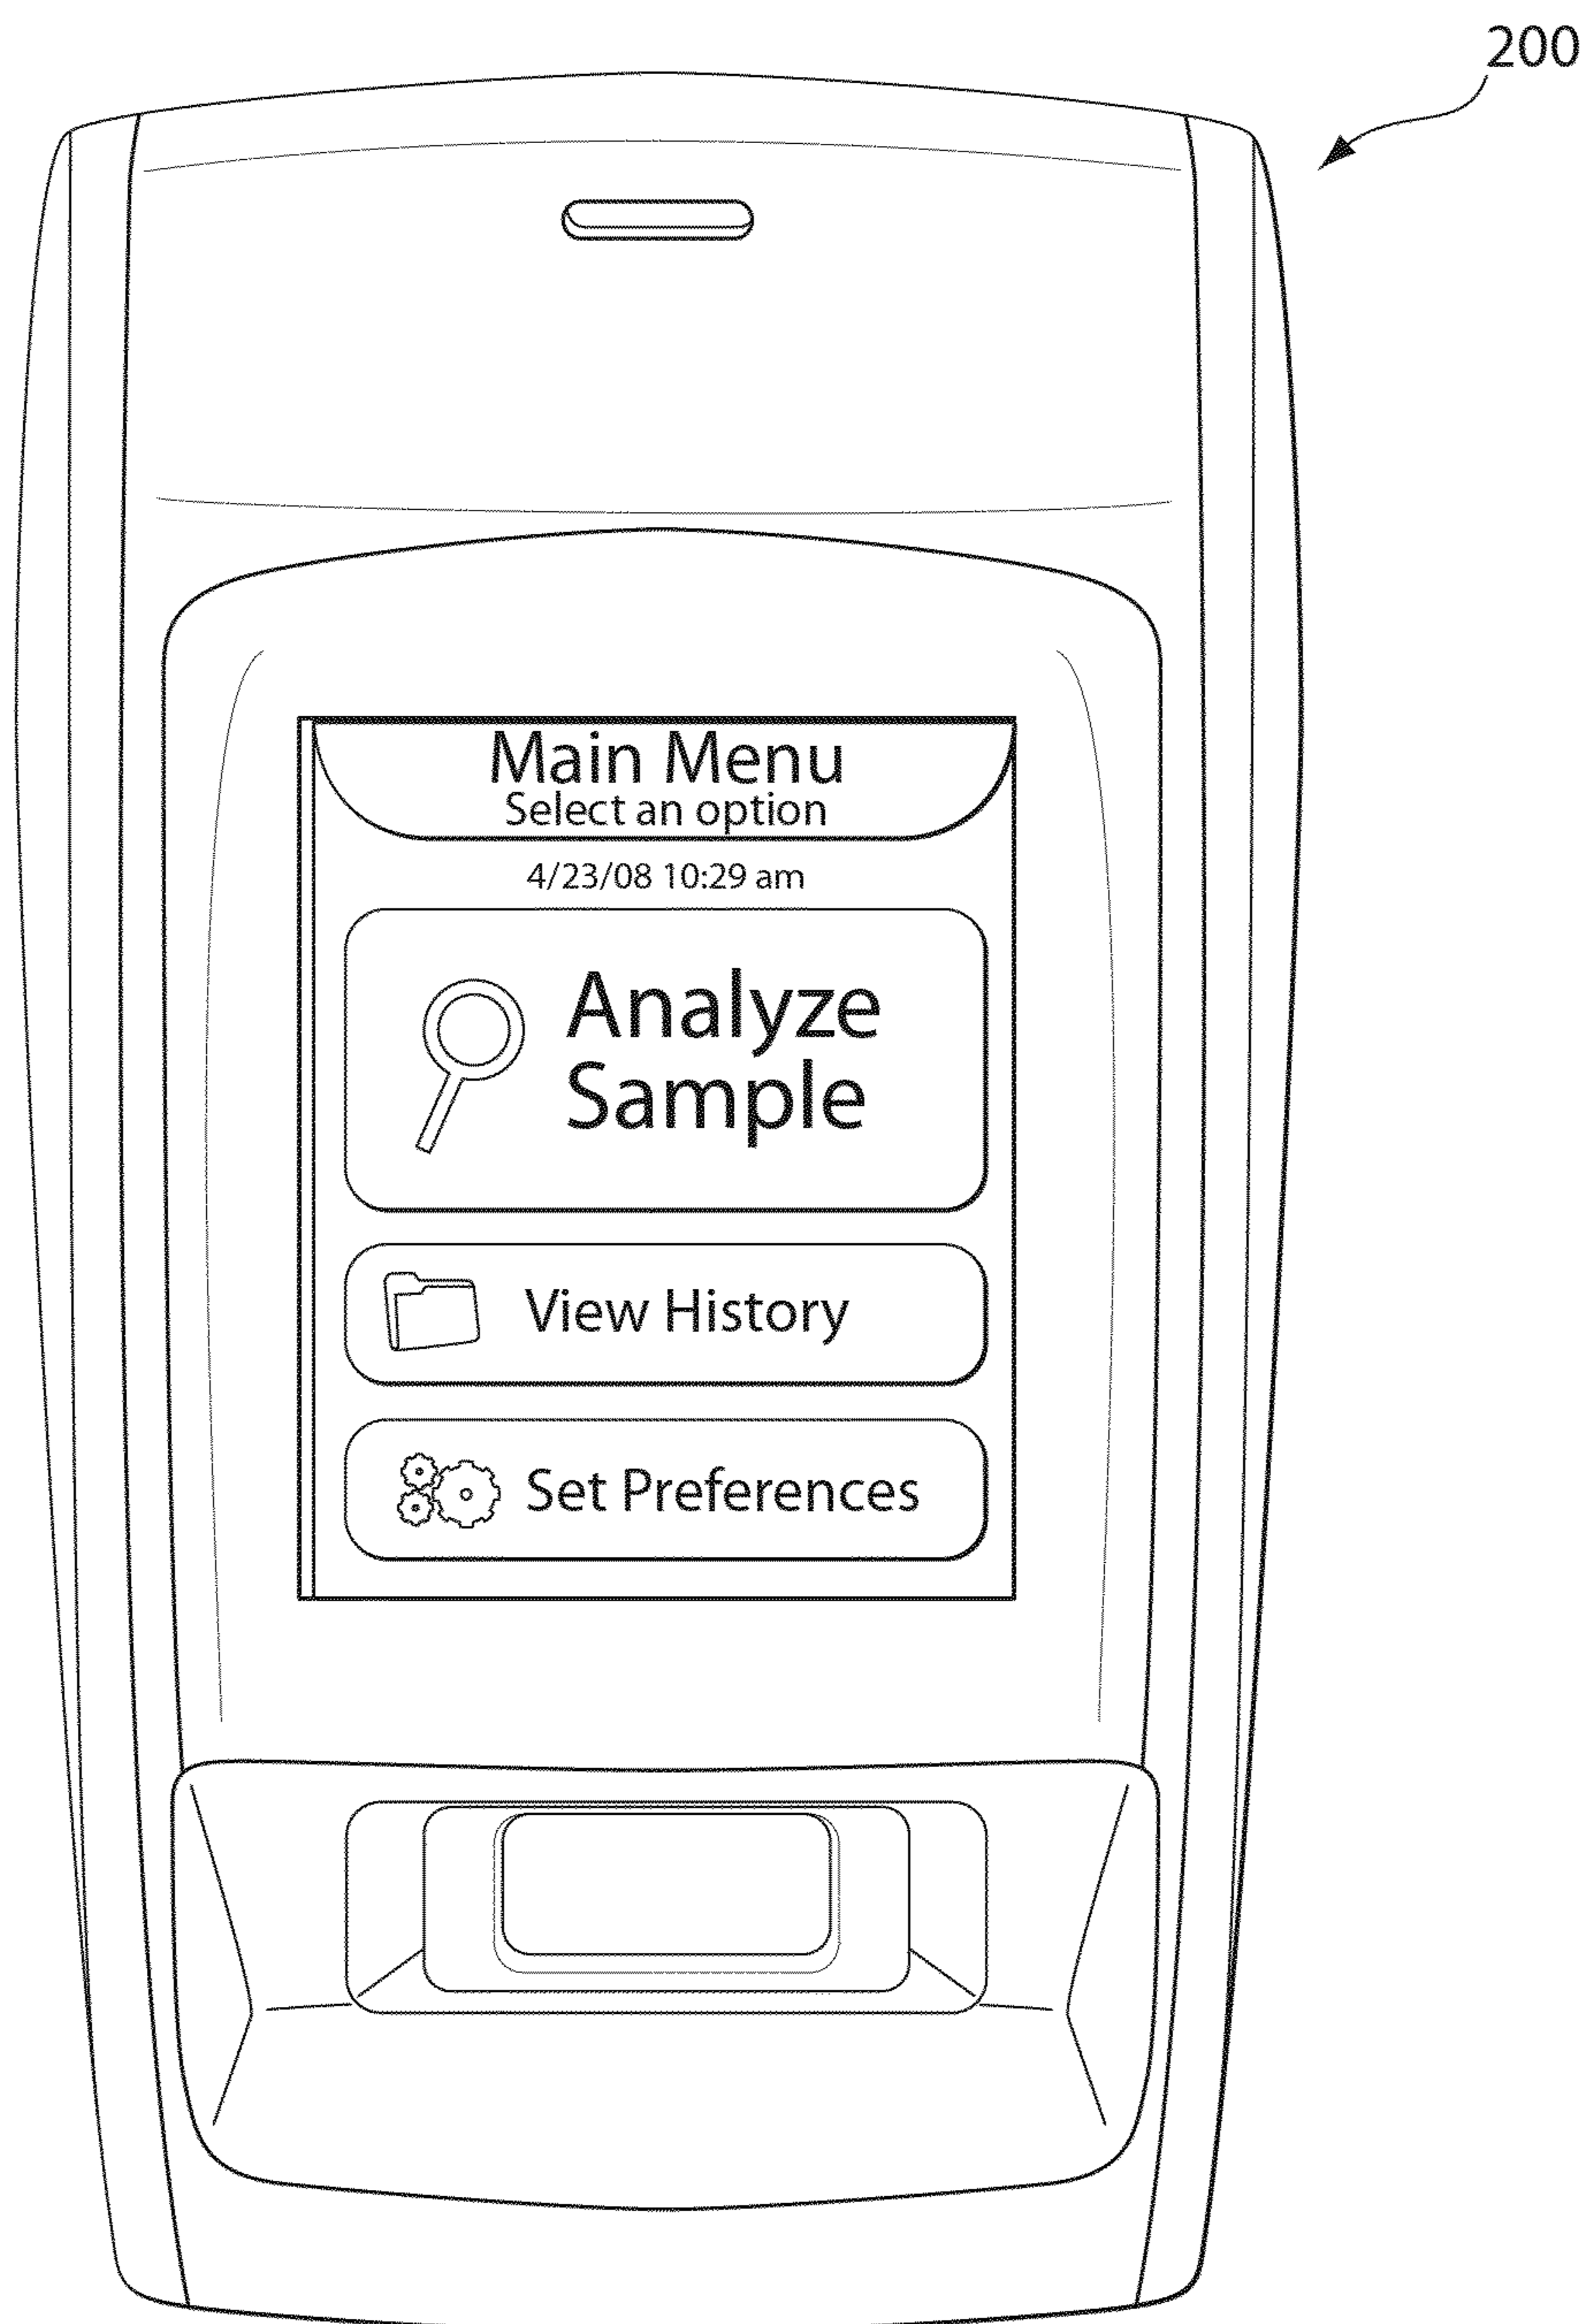 200
Main Menu
Select an option
4/23/08 10:29 am
Analyze
Sample
View History
Set Preferences